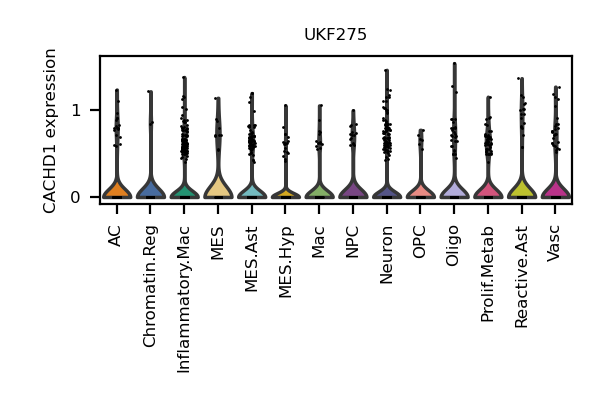 UKF275
CACHD1 expression
1
0
AC
Chromatin.Reg
Inflammatory.Mac
MES
MES.Ast
MES.Hyp
Mac
NPC
Neuron
OPC
Oligo
Prolif.Metab
Reactive.Ast
Vasc